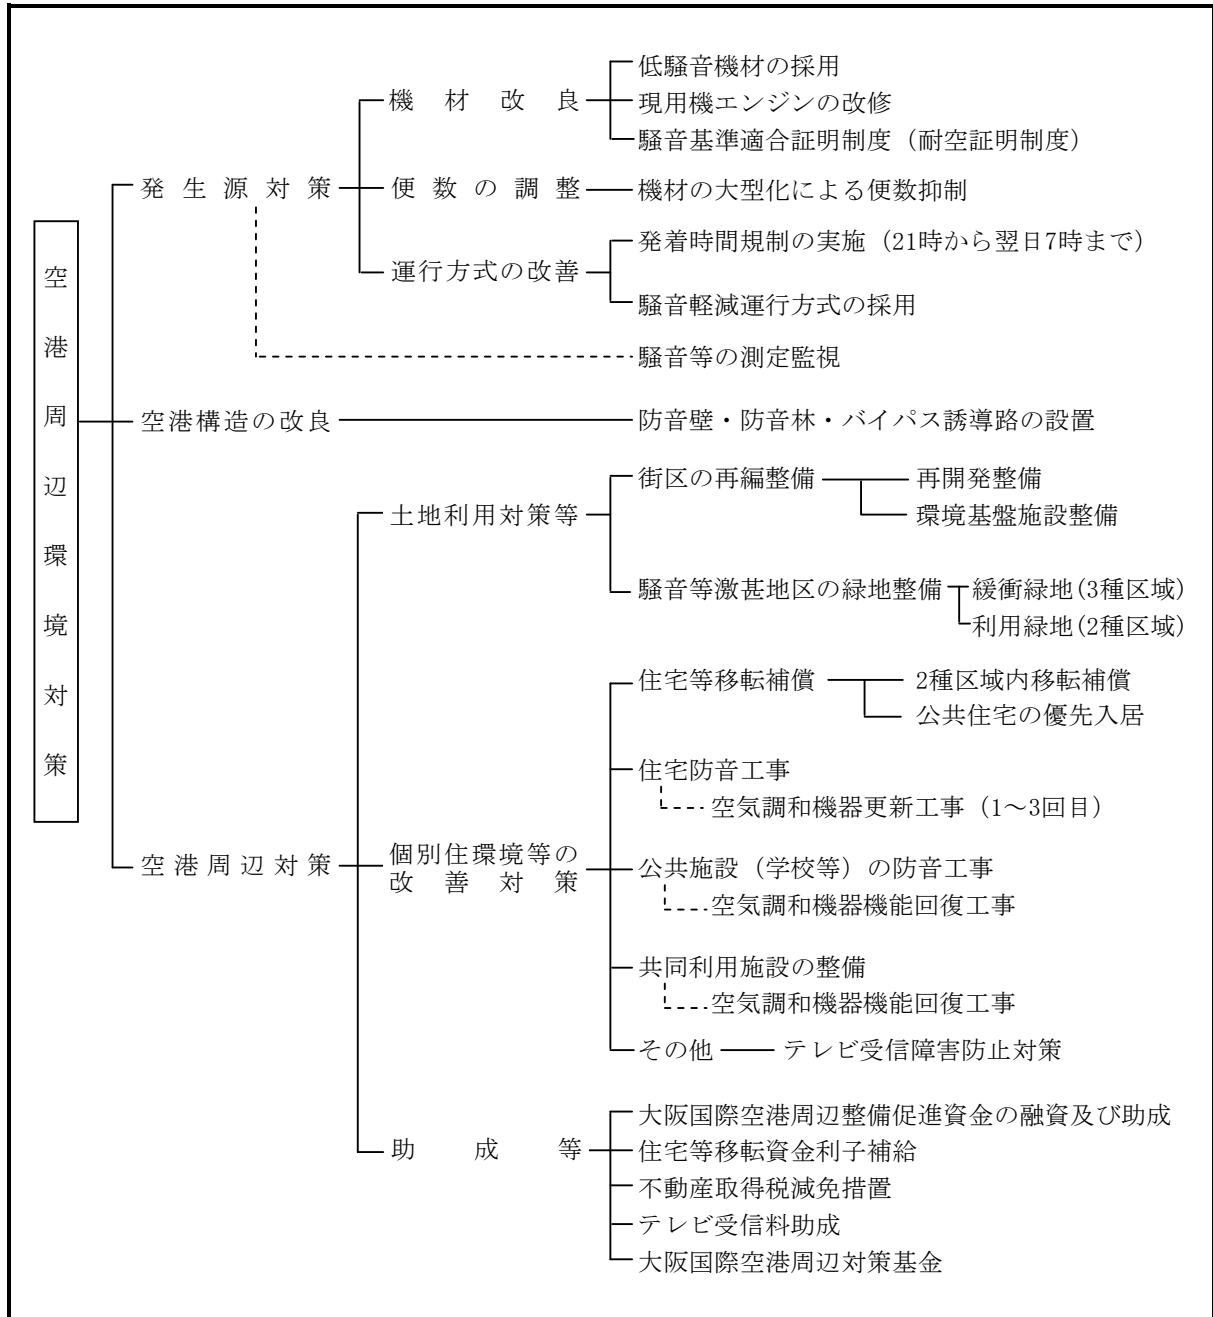 空港周辺環境対策
発生源対策
機材改良
低騒音機材の採用
現用機エンジンの改修
騒音基準適合証明制度（耐空証明制度）
便数の調整
機材の大型化による便数抑制
運行方式の改善
発着時間規制の実施（21時から翌日7時まで）
騒音軽減運行方式の採用
騒音等の測定監視
空港構造の改良
防音壁・防音林・バイパス誘導路の設置
空港周辺対策
土地利用対策等
街区の再編整備
再開発整備
環境基盤施設整備
騒音等激甚地区の緑地整備
緩衝緑地(3種区域)
利用緑地(2種区域)
個別住環境等の
改善対策
住宅等移転補償
2種区域内移転補償
公共住宅の優先入居
住宅防音工事
空気調和機器更新工事（1～3回目）
公共施設（学校等）の防音工事
空気調和機器機能回復工事
共同利用施設の整備
空気調和機器機能回復工事
その他
テレビ受信障害防止対策
助成等
大阪国際空港周辺整備促進資金の融資及び助成
住宅等移転資金利子補給
不動産取得税減免措置
テレビ受信料助成
大阪国際空港周辺対策基金